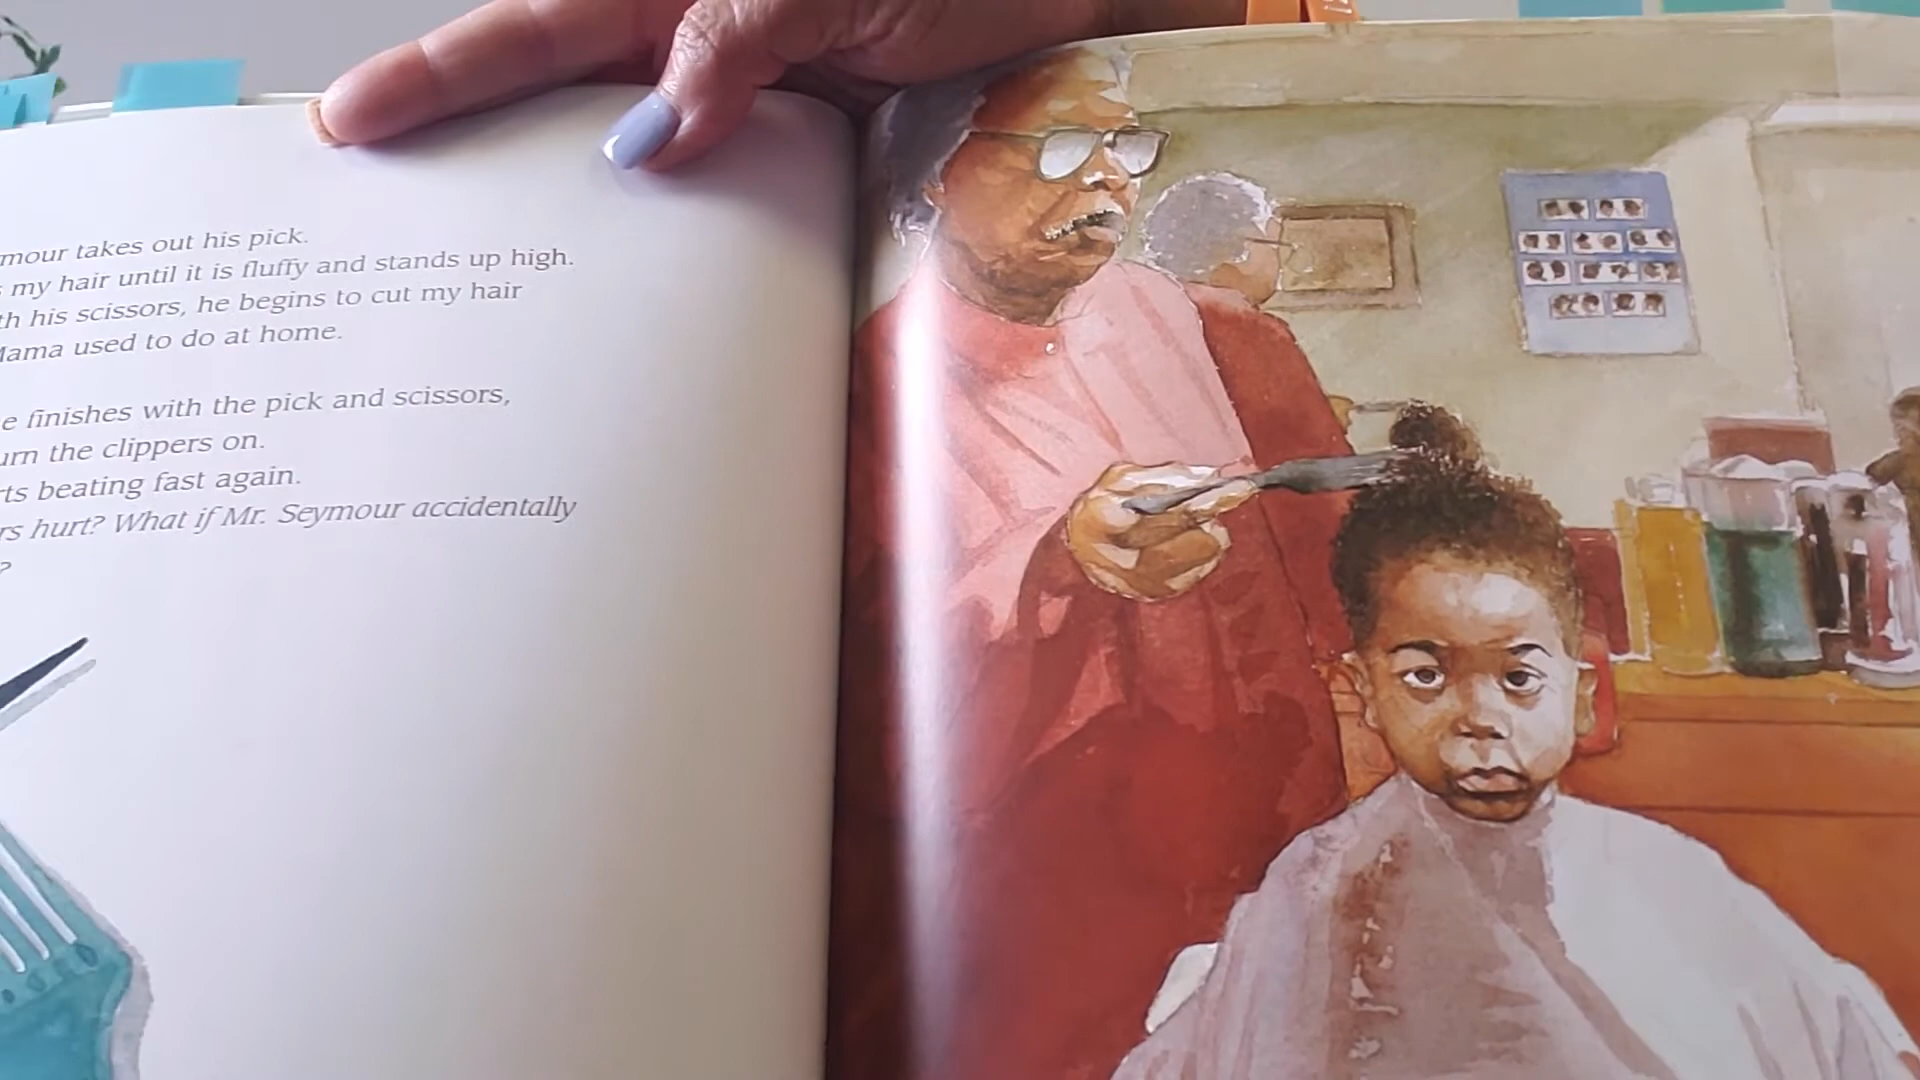 mour takes out his pick.
s my hair until it is fluffy and stands up high.
th his scissors, he begins to cut my hair
Mama used to do at home.
e finishes with the pick and scissors,
urn the clippers on.
rts beating fast again.
rs hurt? What if Mr. Seymour accidentally
?